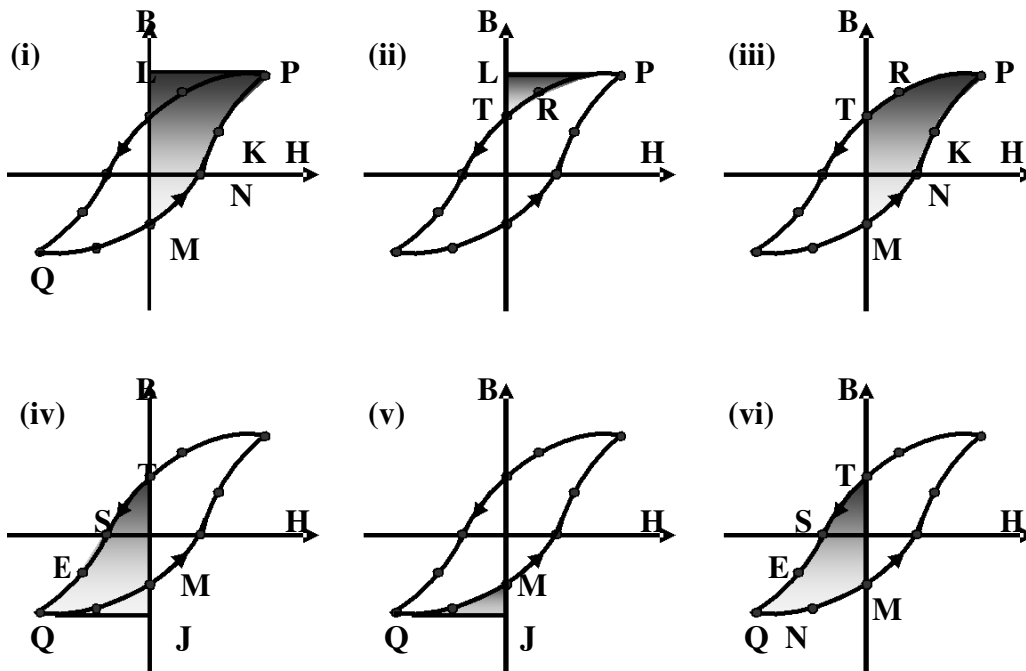 B B B
(i) (ii) (iii)
L P L P R P
T R T
K H H K H
N N
M M
Q
B B B
(iv) (v) (vi)
T T
S H H S H
E M M E M
Q J Q J Q N